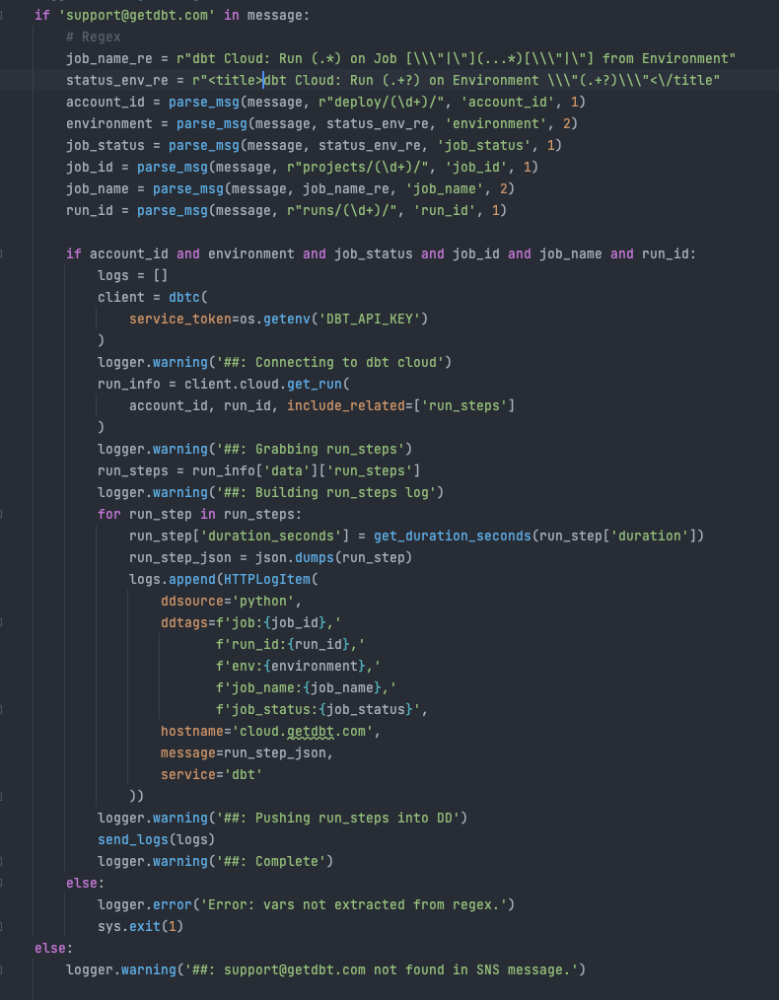 if 'support@getdbt.com' in message:
    # Regex
    job_name_re = r"dbt Cloud: Run (.*) on Job [\\\"|\"](...*)[\\\"|\"] from Environment"
    status_env_re = r"<title>dbt Cloud: Run (.+?) on Environment \\\"(.+?)\\\"<\/title"
    account_id = parse_msg(message, r"deploy/(\d+)/", 'account_id', 1)
    environment = parse_msg(message, status_env_re, 'environment', 2)
    job_status = parse_msg(message, status_env_re, 'job_status', 1)
    job_id = parse_msg(message, r"projects/(\d+)/", 'job_id', 1)
    job_name = parse_msg(message, job_name_re, 'job_name', 2)
    run_id = parse_msg(message, r"runs/(\d+)/", 'run_id', 1)

    if account_id and environment and job_status and job_id and job_name and run_id:
        logs = []
        client = dbtc(
            service_token=os.getenv('DBT_API_KEY')
        )
        logger.warning('##: Connecting to dbt cloud')
        run_info = client.cloud.get_run(
            account_id, run_id, include_related=['run_steps']
        )
        logger.warning('##: Grabbing run_steps')
        run_steps = run_info['data']['run_steps']
        logger.warning('##: Building run_steps log')
        for run_step in run_steps:
            run_step['duration_seconds'] = get_duration_seconds(run_step['duration'])
            run_step_json = json.dumps(run_step)
            logs.append(HTTPLogItem(
                ddsource='python',
                ddtags=f'job:{job_id},'
                       f'run_id:{run_id},'
                       f'env:{environment},'
                       f'job_name:{job_name},'
                       f'job_status:{job_status}',
                hostname='cloud.getdbt.com',
                message=run_step_json,
                service='dbt'
            ))
        logger.warning('##: Pushing run_steps into DD')
        send_logs(logs)
        logger.warning('##: Complete')
    else:
        logger.error('Error: vars not extracted from regex.')
        sys.exit(1)
else:
    logger.warning('##: support@getdbt.com not found in SNS message.')